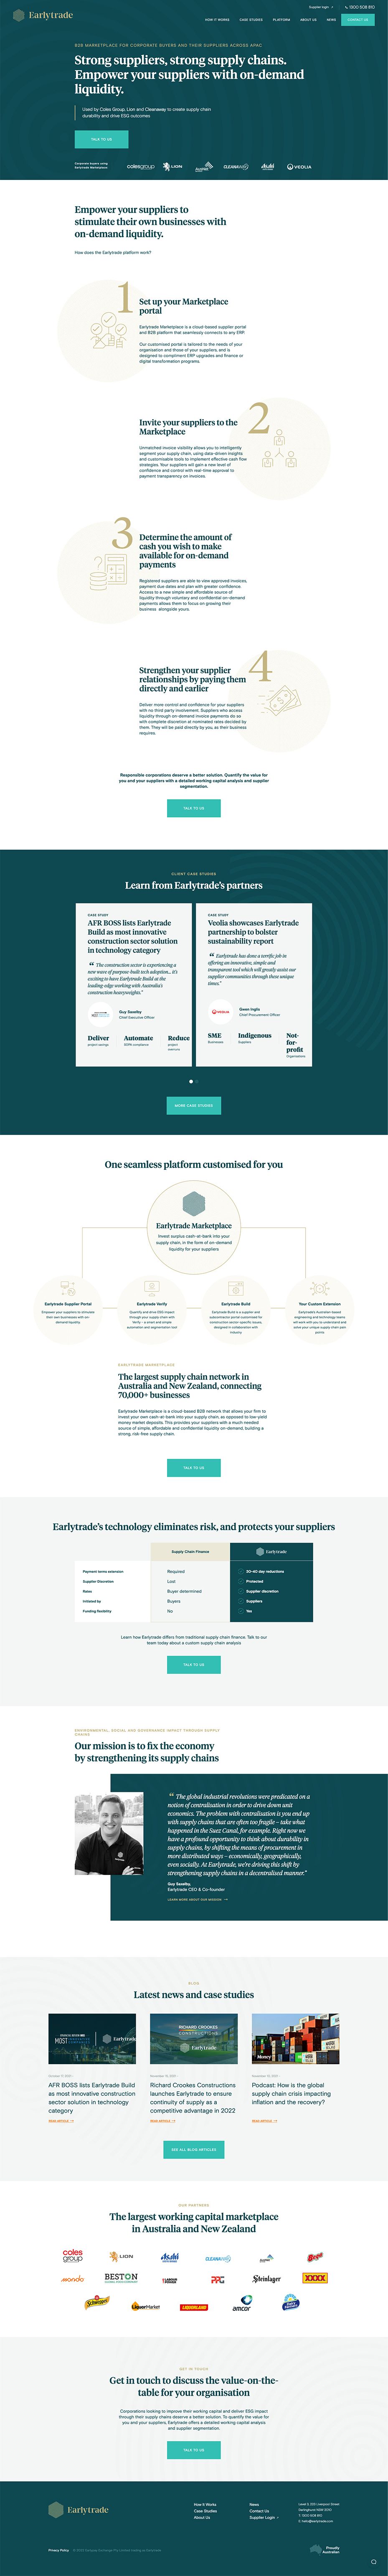 Supplier login
1300 508 810
Earlytrade
HOW IT WORKS
CASE STUDIES
PLATFORM
ABOUT US
NEWS
CONTACT US
B2B MARKETPLACE FOR CORPORATE BUYERS AND THEIR SUPPLIERS ACROSS APAC
Strong suppliers, strong supply chains.
Empower your suppliers with on-demand
liquidity.
Used by Coles Group, Lion and Cleanaway to create supply chain
durability and drive ESG outcomes
TALK TO US
Corporate buyers using
Earlytrade Marketplace
colesgroup
LION
CLEANAWAY
Asahi
VEOLIA
Empower your suppliers to
stimulate their own businesses with
on-demand liquidity.
How does the Earlytrade platform work?
1
Set up your Marketplace
portal
Earlytrade Marketplace is a cloud-based supplier portal
and B2B platform that seamlessly connects to any ERP.
Our customised portal is tailored to the needs of your
organisation and those of your suppliers, and is
designed to compliment ERP upgrades and finance or
digital transformation programs.
2
Invite your suppliers to the
Marketplace
Unmatched invoice visibility allows you to intelligently
segment your supply chain, using data-driven insights
and customisable tools to implement effective cash flow
strategies. Your suppliers will gain a new level of
confidence and control with real-time approval to
payment transparency on invoices.
3
Determine the amount of
cash you wish to make
available for on-demand
payments
Registered suppliers are able to view approved invoices,
payment due dates and plan with greater confidence.
Access to a new simple and affordable source of
liquidity through voluntary and confidential on-demand
payments allows them to focus on growing their
business alongside yours.
4
Strengthen your supplier
relationships by paying them
directly and earlier
Deliver more control and confidence for your suppliers
with no third party involvement. Suppliers who access
liquidity through on-demand invoice payments do so
with complete discretion at rates nominated wholly by
them. They will be paid directly by you, as their business
requires.
Responsible corporations deserve a better solution. Quantify the value for
you and your suppliers with a detailed working capital analysis and supplier
segmentation.
TALK TO US
CLIENT CASE STUDIES
Learn from Earlytrade's partners
CASE STUDY
AFR BOSS lists Earlytrade
Build as most innovative
construction sector solution
in technology category
“ The construction sector is experiencing a
new wave of purpose-built tech adoption... it's
exciting to have Earlytrade Build at the
leading edge of working with Australia's
construction heavyweights."
Guy Saxelby
Chief Executive Officer
Deliver
project savings
Automate
SOPA compliance
Reduce
project
CASE STUDY
Veolia showcases Earlytrade
partnership to bolster
sustainability report
“ Earlytrade has done a terrific job in
offering an innovative, simple and
transparent tool which will greatly assist our
supplier communities through these unique
times."
VEOLIA
Gwen Inglis
Chief Procurement Officer
SME
Businesses
Indigenous
Suppliers
Not-
for-
profit
Organisations
MORE CASE STUDIES
One seamless platform customised for you
Earlytrade Marketplace
Invest surplus cash-at-bank into your
supply chain, in the form of on-demand
liquidity for your suppliers
Earlytrade Supplier Portal
Empower your suppliers to stimulate
their own businesses with on-
demand liquidity
Earlytrade Verify
Quantify and drive ESG impact
through your supply chain with
Verify - a smart and simple
automation and segmentation tool
Earlytrade Build
Earlytrade Build is a supplier and
subcontractor portal customised for
construction sector-specific issues,
designed in collaboration with
industry
Your Custom Extension
Earlytrade's Australian-based
engineering and technology teams
will work with you to understand and
solve your unique supply chain pain
points
EARLYTRADE MARKETPLACE
The largest supply chain network in
Australia and New Zealand, connecting
70,000+ businesses
Earlytrade Marketplace is a cloud-based B2B network that allows your firm to
invest your own cash-at-bank into your supply chain, as opposed to low-yield
money market deposits. This provides your suppliers with a much needed
source of simple, affordable and confidential liquidity on-demand, building a
strong, risk-free supply chain.
TALK TO US
Earlytrade's technology eliminates risk, and protects your suppliers
Supply Chain Finance
Earlytrade
Payment terms extension
Required
30-40 day reductions
Supplier Discretion
Lost
Protected
Rates
Buyer determined
Supplier discretion
Initiated by
Buyers
Suppliers
Funding flexibility
No
Yes
Learn how Earlytrade differs from traditional supply chain finance. Talk to our
team today about a custom supply chain analysis
TALK TO US
ENVIRONMENTAL, SOCIAL AND GOVERNANCE IMPACT THROUGH SUPPLY
CHAINS
Our mission is to fix the economy
by strengthening its supply chains
“ The global industrial revolutions were predicated on a
notion of centralisation in order to drive down unit
economics. The problem with centralisation is you end up
with supply chains that are often too fragile – take what
happened in the Suez Canal, for example. Right now we
have a profound opportunity to think about durability in
supply chains, by shifting the means of procurement in
more distributed ways – economically, geographically,
even socially. At Earlytrade, we're driving this shift by
strengthening supply chains in a decentralised manner."
Guy Saxelby,
Earlytrade CEO & Co-founder
LEARN MORE ABOUT OUR MISSION
BLOG
Latest news and case studies
MOST INNOVATIVE COMPANIES
Earlytrade
AFR BOSS lists Earlytrade Build
as most innovative construction
sector solution in technology
category
READ ARTICLE
RICHARD CROOKES
CONSTRUCTIONS
Earlytrade
Richard Crookes Constructions
launches Earlytrade to ensure
continuity of supply as a
competitive advantage in 2022
READ ARTICLE
Money
Podcast: How is the global
supply chain crisis impacting
inflation and the recovery?
READ ARTICLE
SEE ALL BLOG ARTICLES
OUR PARTNERS
The largest working capital marketplace
in Australia and New Zealand
coles
group
LION
Asahi
CLEANAWAY
Bega
mondo
BESTON
PPG
Steinlager
XXXX
Schweppes
LiquorMarket
LIQUORLAND
amcor
GET IN TOUCH
Get in touch to discuss the value-on-the-
table for your organisation
Corporations looking to improve their working capital and deliver ESG impact
through their supply chains deserve a better solution. To quantify the value for
you and your suppliers, Earlytrade offers a detailed working capital analysis
and supplier segmentation.
TALK TO US
Earlytrade
How it Works
Case Studies
About Us
News
Contact Us
Supplier Login
Level 3, 223 Liverpool Street
Darlinghurst NSW 2010
T: 1300 508 810
E: hello@earlytrade.com
Privacy Policy
Proudly
Australian